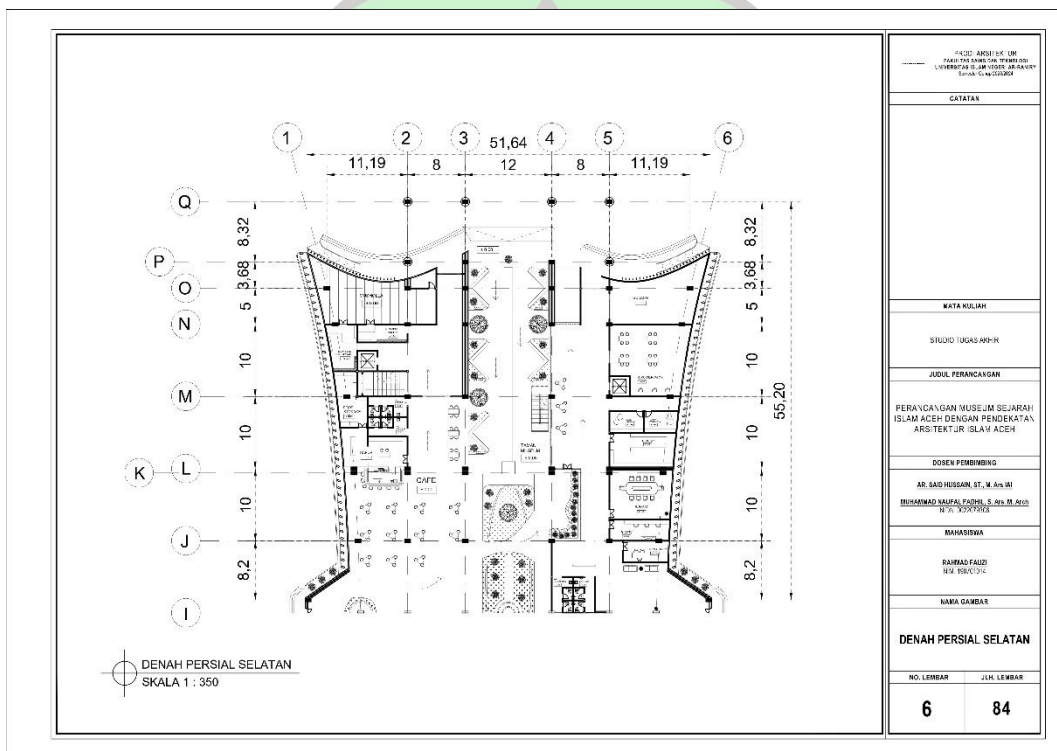 1
2
3
4
5
6
51,64
11,19
8
12
8
11,19
Q
P
O
N
M
L
K
J
I
8,32
3,68
5
10
10
10
8,2
8,32
3,68
5
10
10
10
8,2
55,20
CAFE
TAMAN
MUSEUM
DENAH PERSIAL SELATAN
SKALA 1 : 350
PRODI ARSITEKTUR
FAKULTAS SAINS DAN TEKNOLOGI
UNIVERSITAS ISLAM NEGERI AR-RANIRY
CATATAN
MATA KULIAH
STUDIO TUGAS AKHIR
JUDUL PERANCANGAN
PERANCANGAN MUSEUM SEJARAH
ISLAM ACEH DENGAN PENDEKATAN
ARSITEKTUR ISLAM ACEH
DOSEN PEMBIMBING
AR. SAID HUSSAIN, ST., M. Ars IAI
MUHAMMAD NAUFAL FADHIL, S. Ars, M. Arch
MAHASISWA
RAHMAD FAUZI
NAMA GAMBAR
DENAH PERSIAL SELATAN
NO. LEMBAR
JLH. LEMBAR
6
84